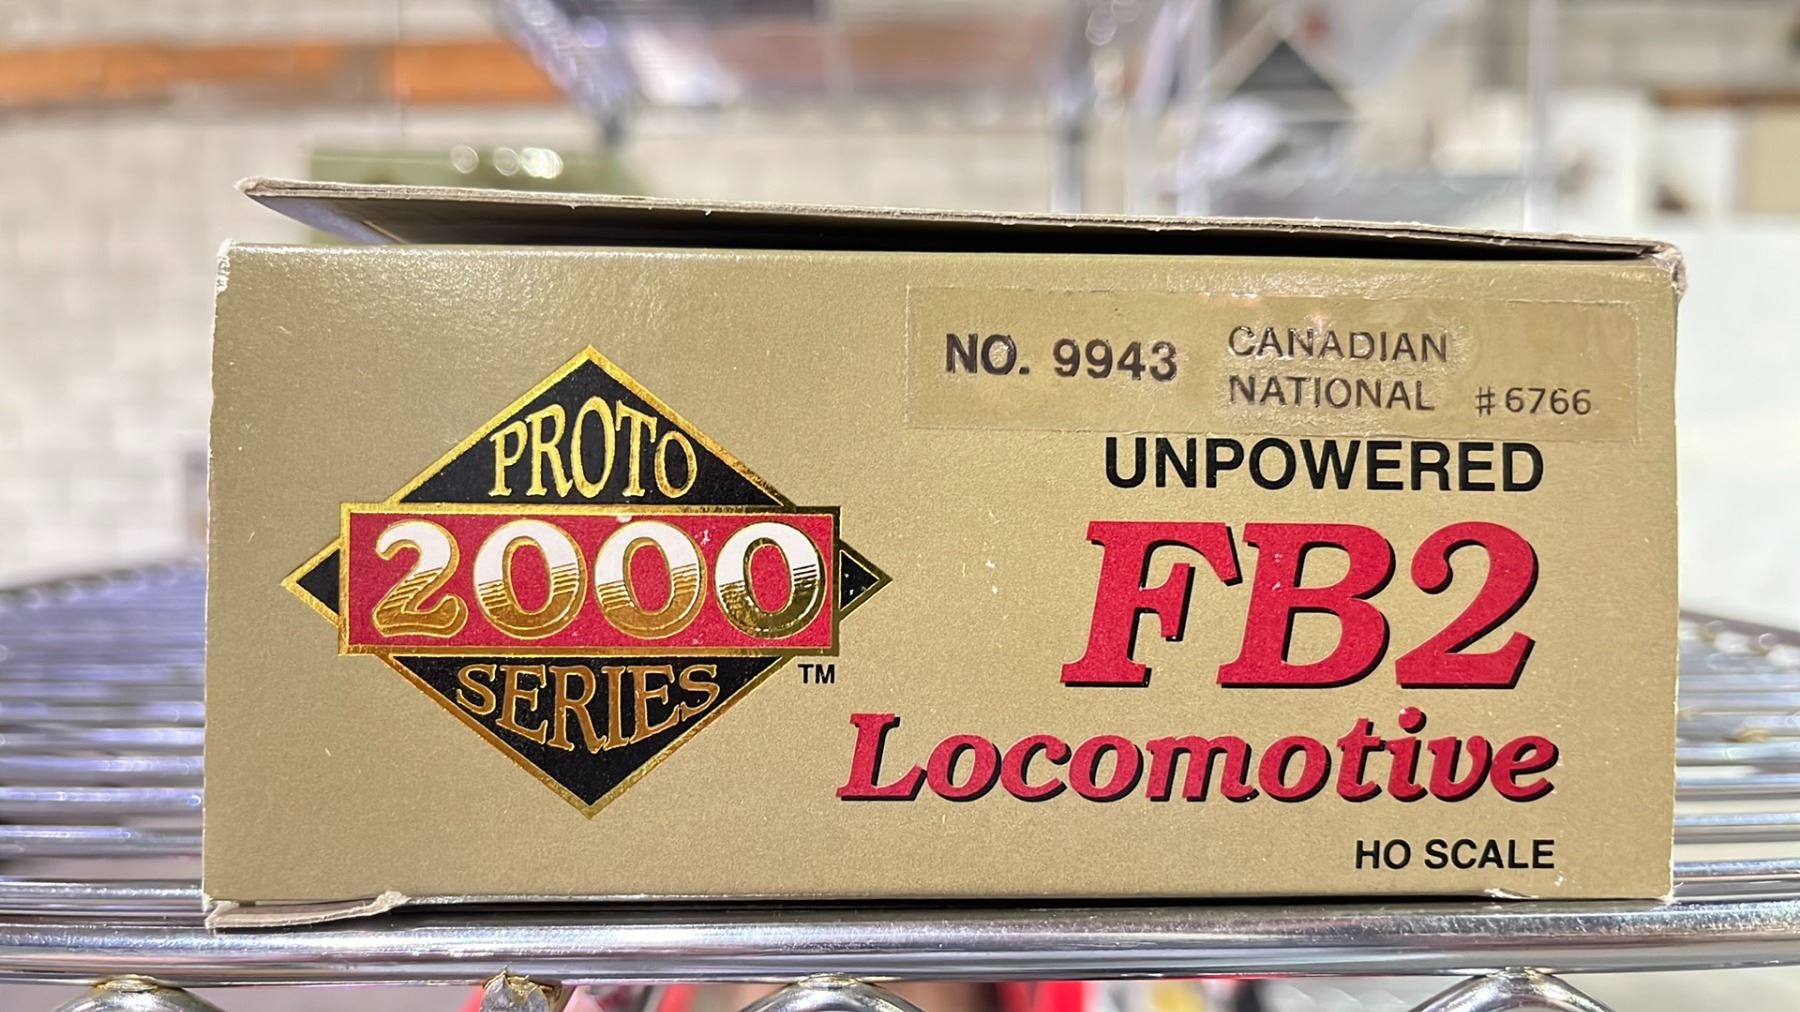 PROTO
2000
SERIES
TM
NO. 9943
CANADIAN
NATIONAL #6766
UNPOWERED
FB2
Locomotive
HO SCALE